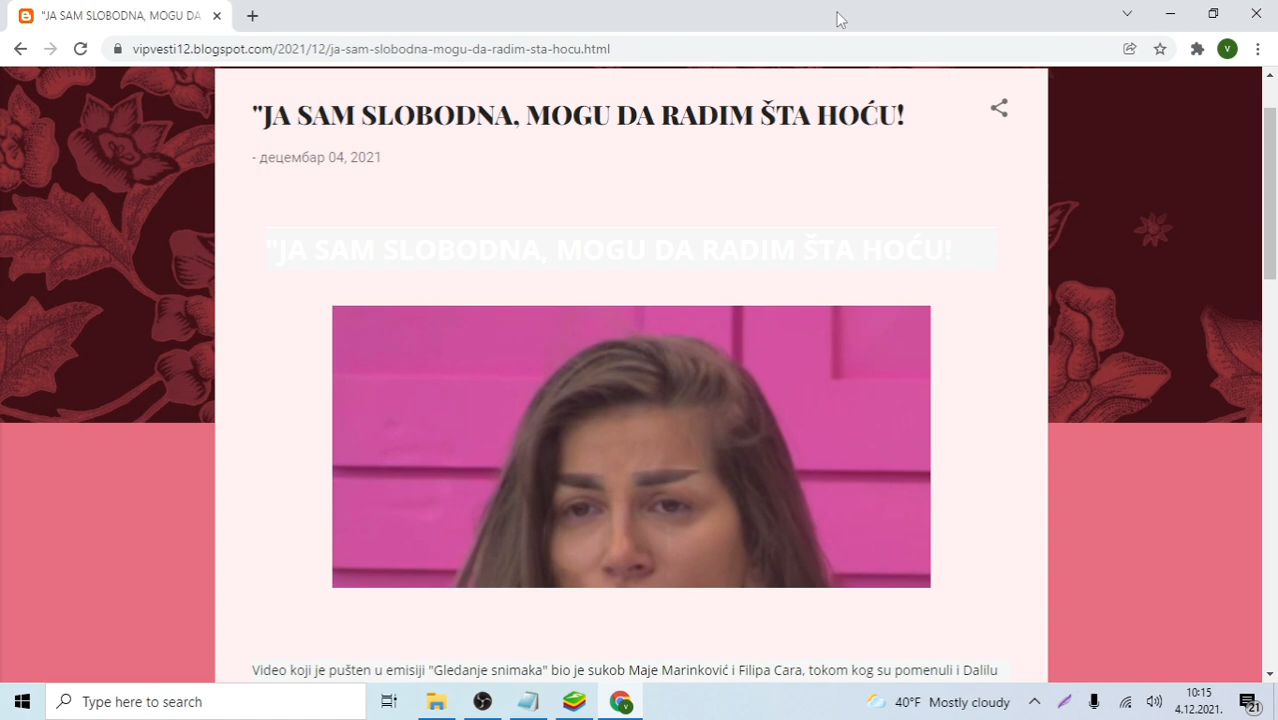 "JA SAM SLOBODNA, MOGU DA
vipvesti12.blogspot.com/2021/12/ja-sam-slobodna-mogu-da-radim-sta-hocu.html
V
"JA SAM SLOBODNA, MOGU DA RADIM ŠTA HOĆU!
- децембар 04, 2021
"JA SAM SLOBODNA, MOGU DA RADIM ŠTA HOĆU!
Video koji je pušten u emisiji "Gledanje snimaka" bio je sukob Maje Marinković i Filipa Cara, tokom kog su pomenuli i Dalilu
Type here to search
40°F Mostly cloudy
10:15
4.12.2021.
21